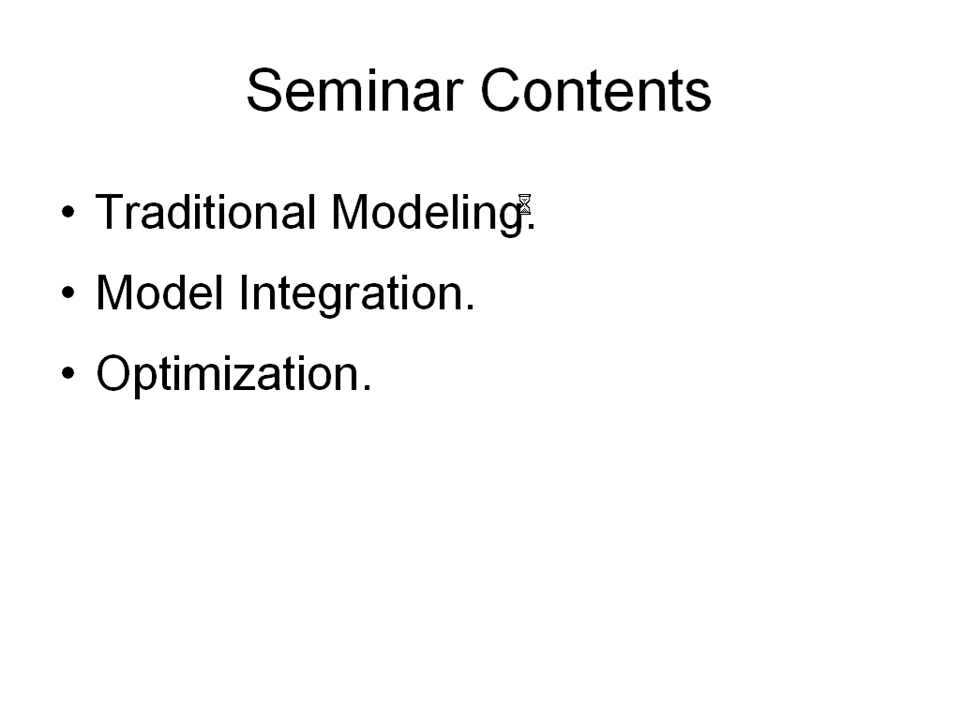 Seminar Contents
• Traditional Modeling.
• Model Integration.
• Optimization.